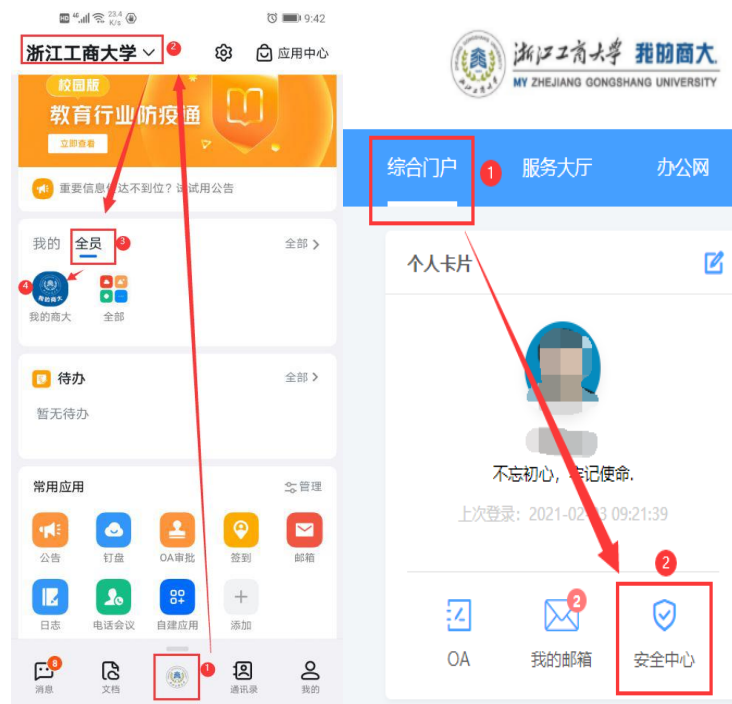 HD 4G 23.4 K/s 9:42
浙江工商大学 2 应用中心
校园版
教育行业防疫通
立即查看
重要信息传达不到位？试试用公告
我的 全员 3 全部
4
我的商大
我的商大 全部
待办 全部
暂无待办
常用应用 管理
公告 钉盘 OA审批 签到 邮箱
日志 电话会议 自建应用 添加
8 1
消息 文档 通讯录 我的
浙江工商大学 我的商大
MY ZHEJIANG GONGSHANG UNIVERSITY
综合门户 1 服务大厅 办公网
个人卡片
不忘初心，牢记使命.
上次登录: 2021-02- 3 09:21:39
2
2
OA 我的邮箱 安全中心